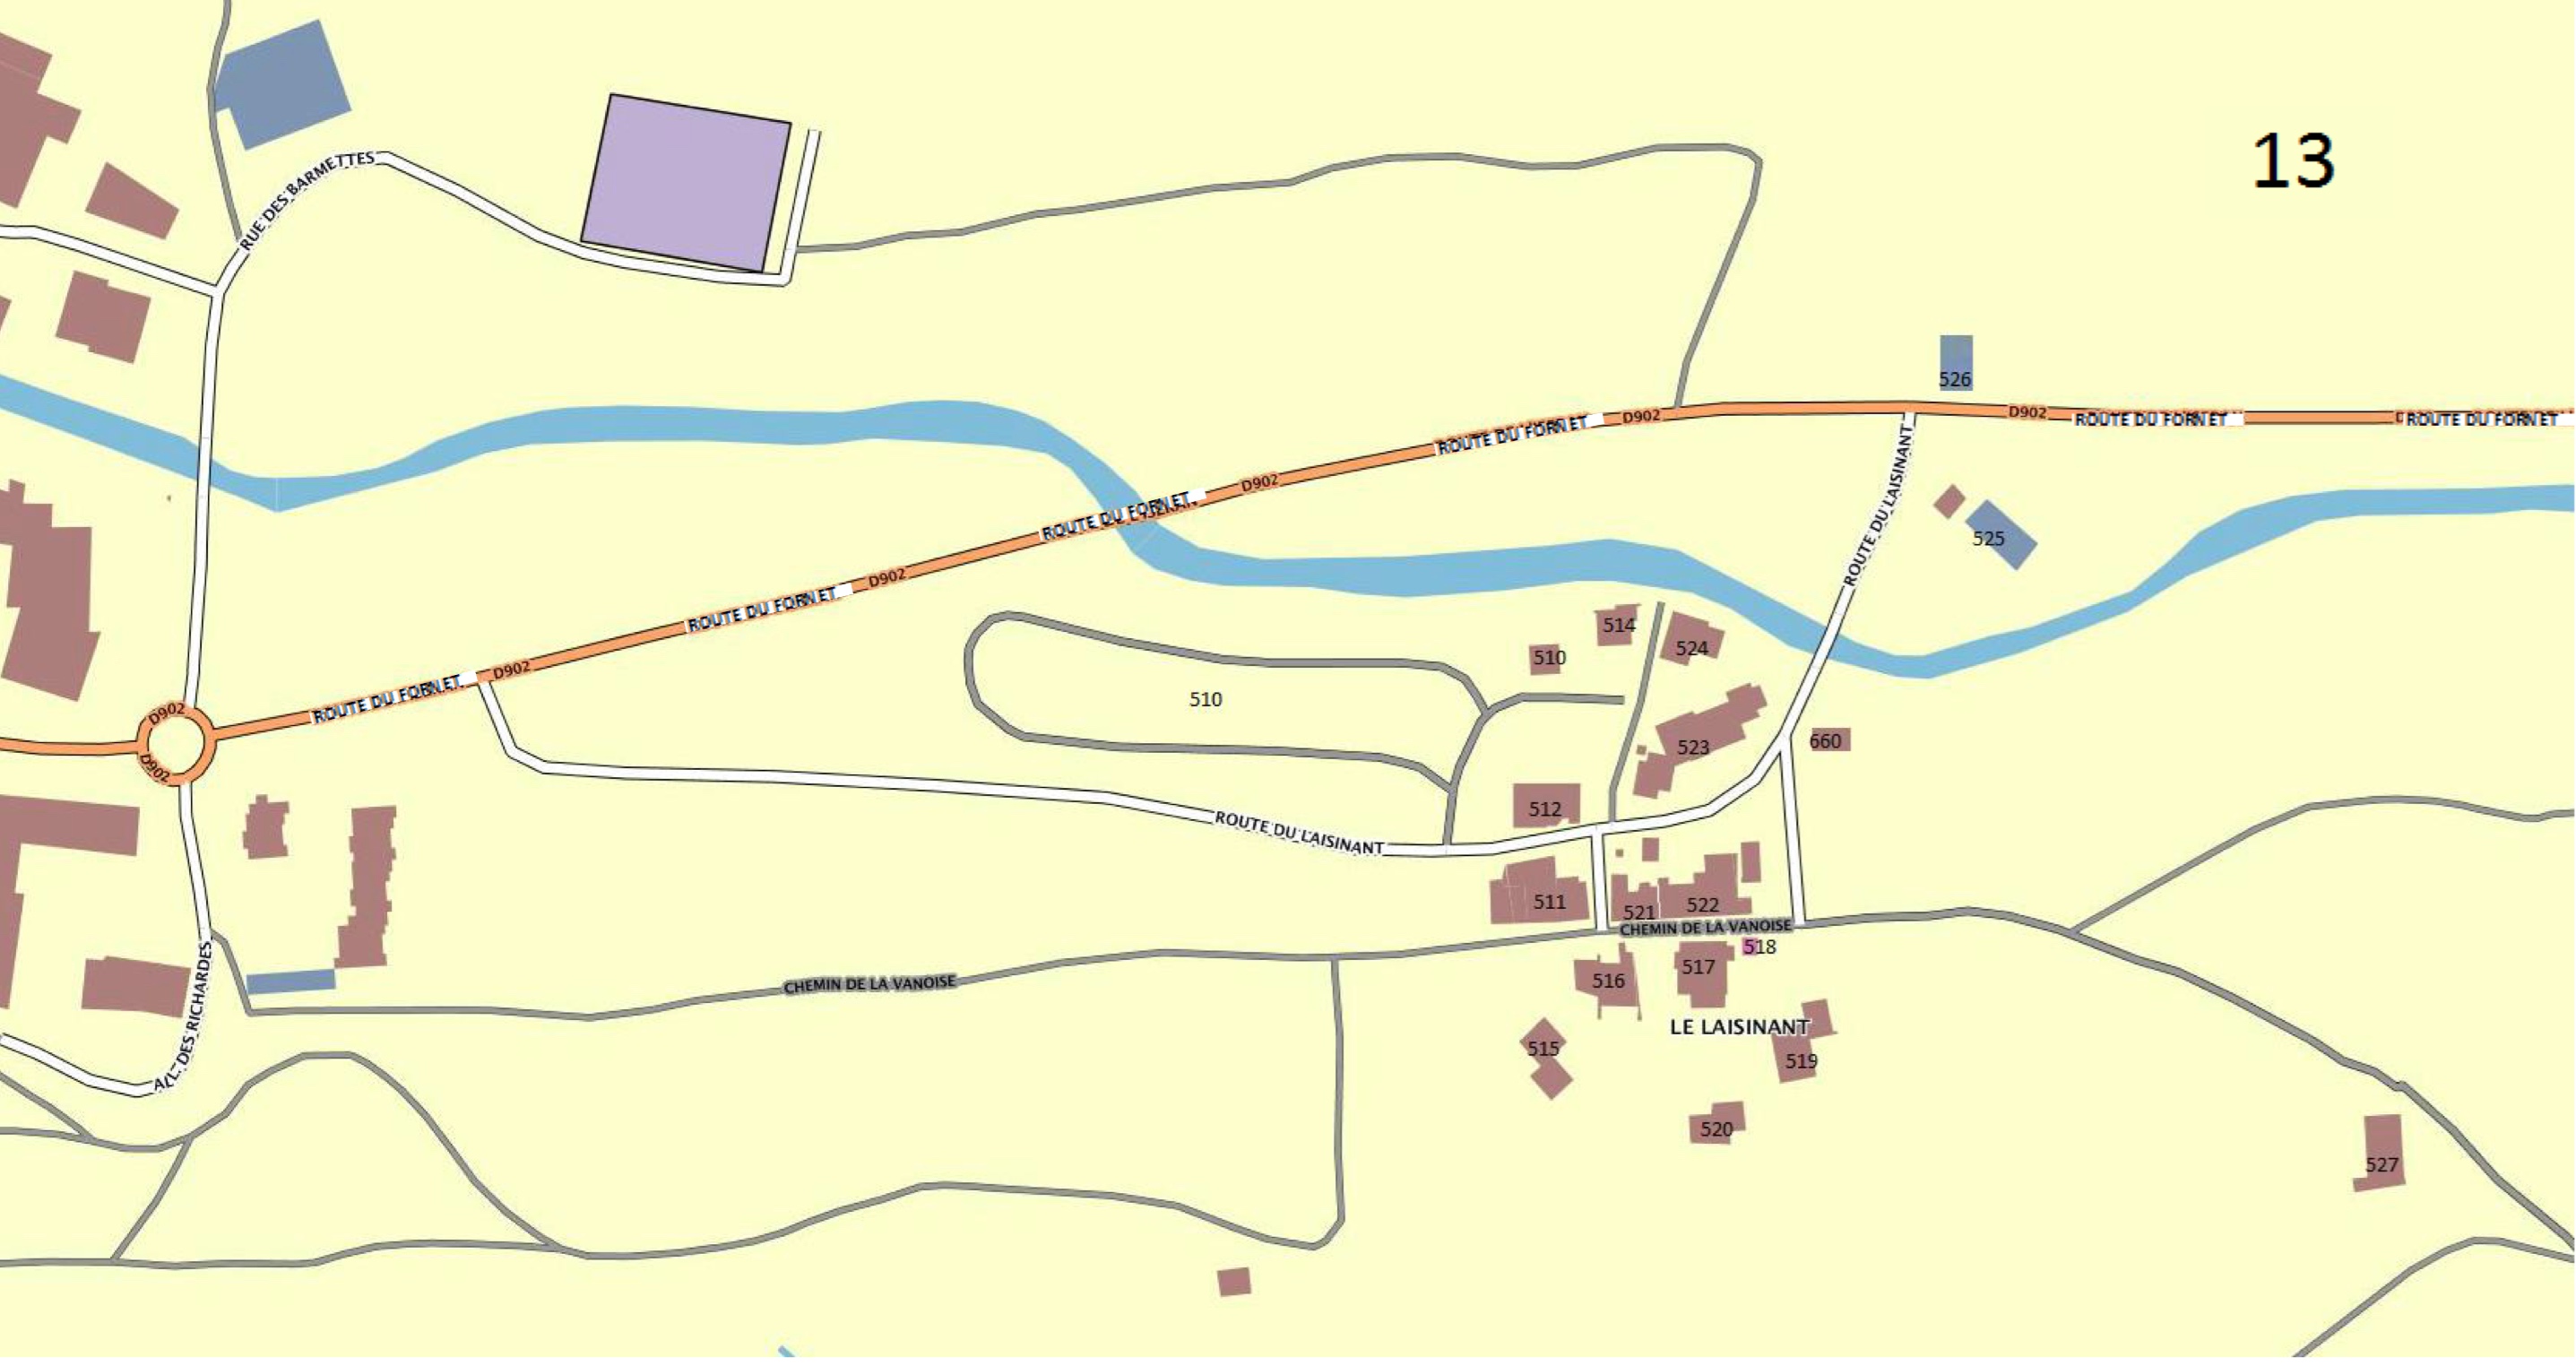 13
RUE DES BARMETTES
526
D902
D902
ROUTE DU FORNET
ROUTE DU FORNET
ROUTE DU FORNET
D902
ROUTE DU FORNET
ROUTE DU LAISINANT
525
D902
ROUTE DU FORNET
514
524
510
D902
ROUTE DU FORNET
510
D902
D902
523
660
512
ROUTE DU LAISINANT
511
521
522
CHEMIN DE LA VANOISE
518
517
516
CHEMIN DE LA VANOISE
ALL. DES RICHARDES
LE LAISINANT
515
519
520
527